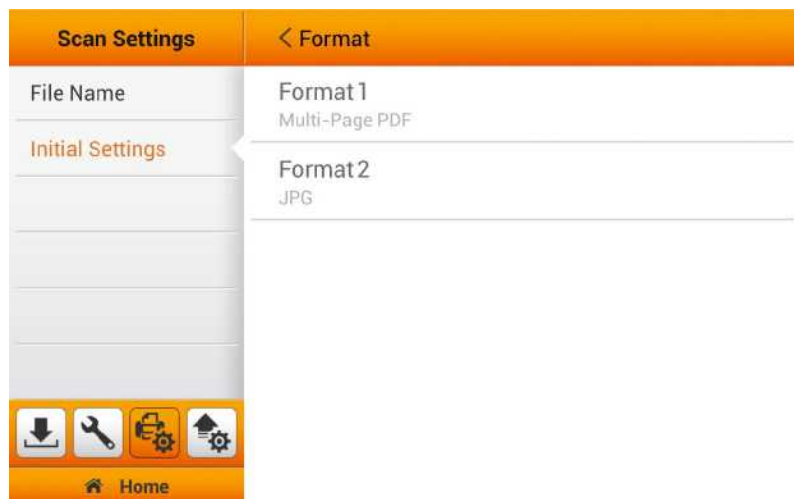 Scan Settings
< Format
File Name
Initial Settings
Format 1
Multi-Page PDF
Format 2
JPG
Home